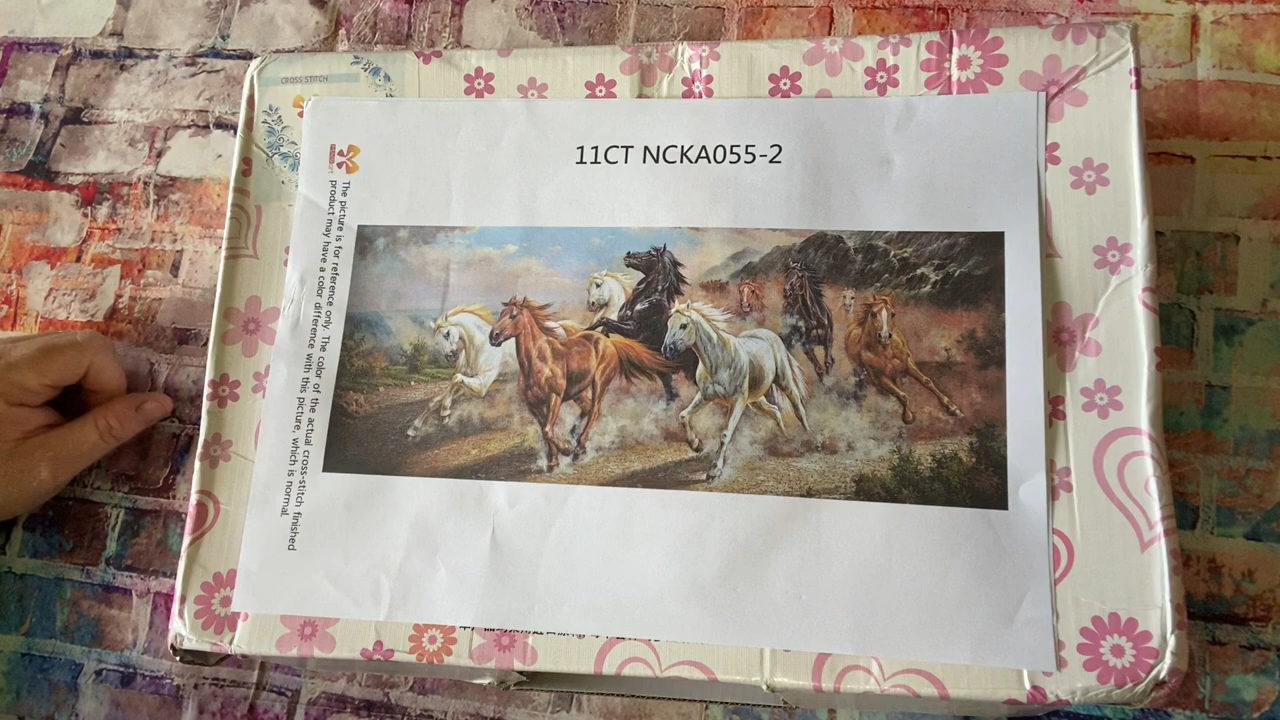 CROSS STITCH
11CT NCKA055-2
The picture is for reference only. The color of the actual cross-stitch finished
product may have a color difference with this picture, which is normal.